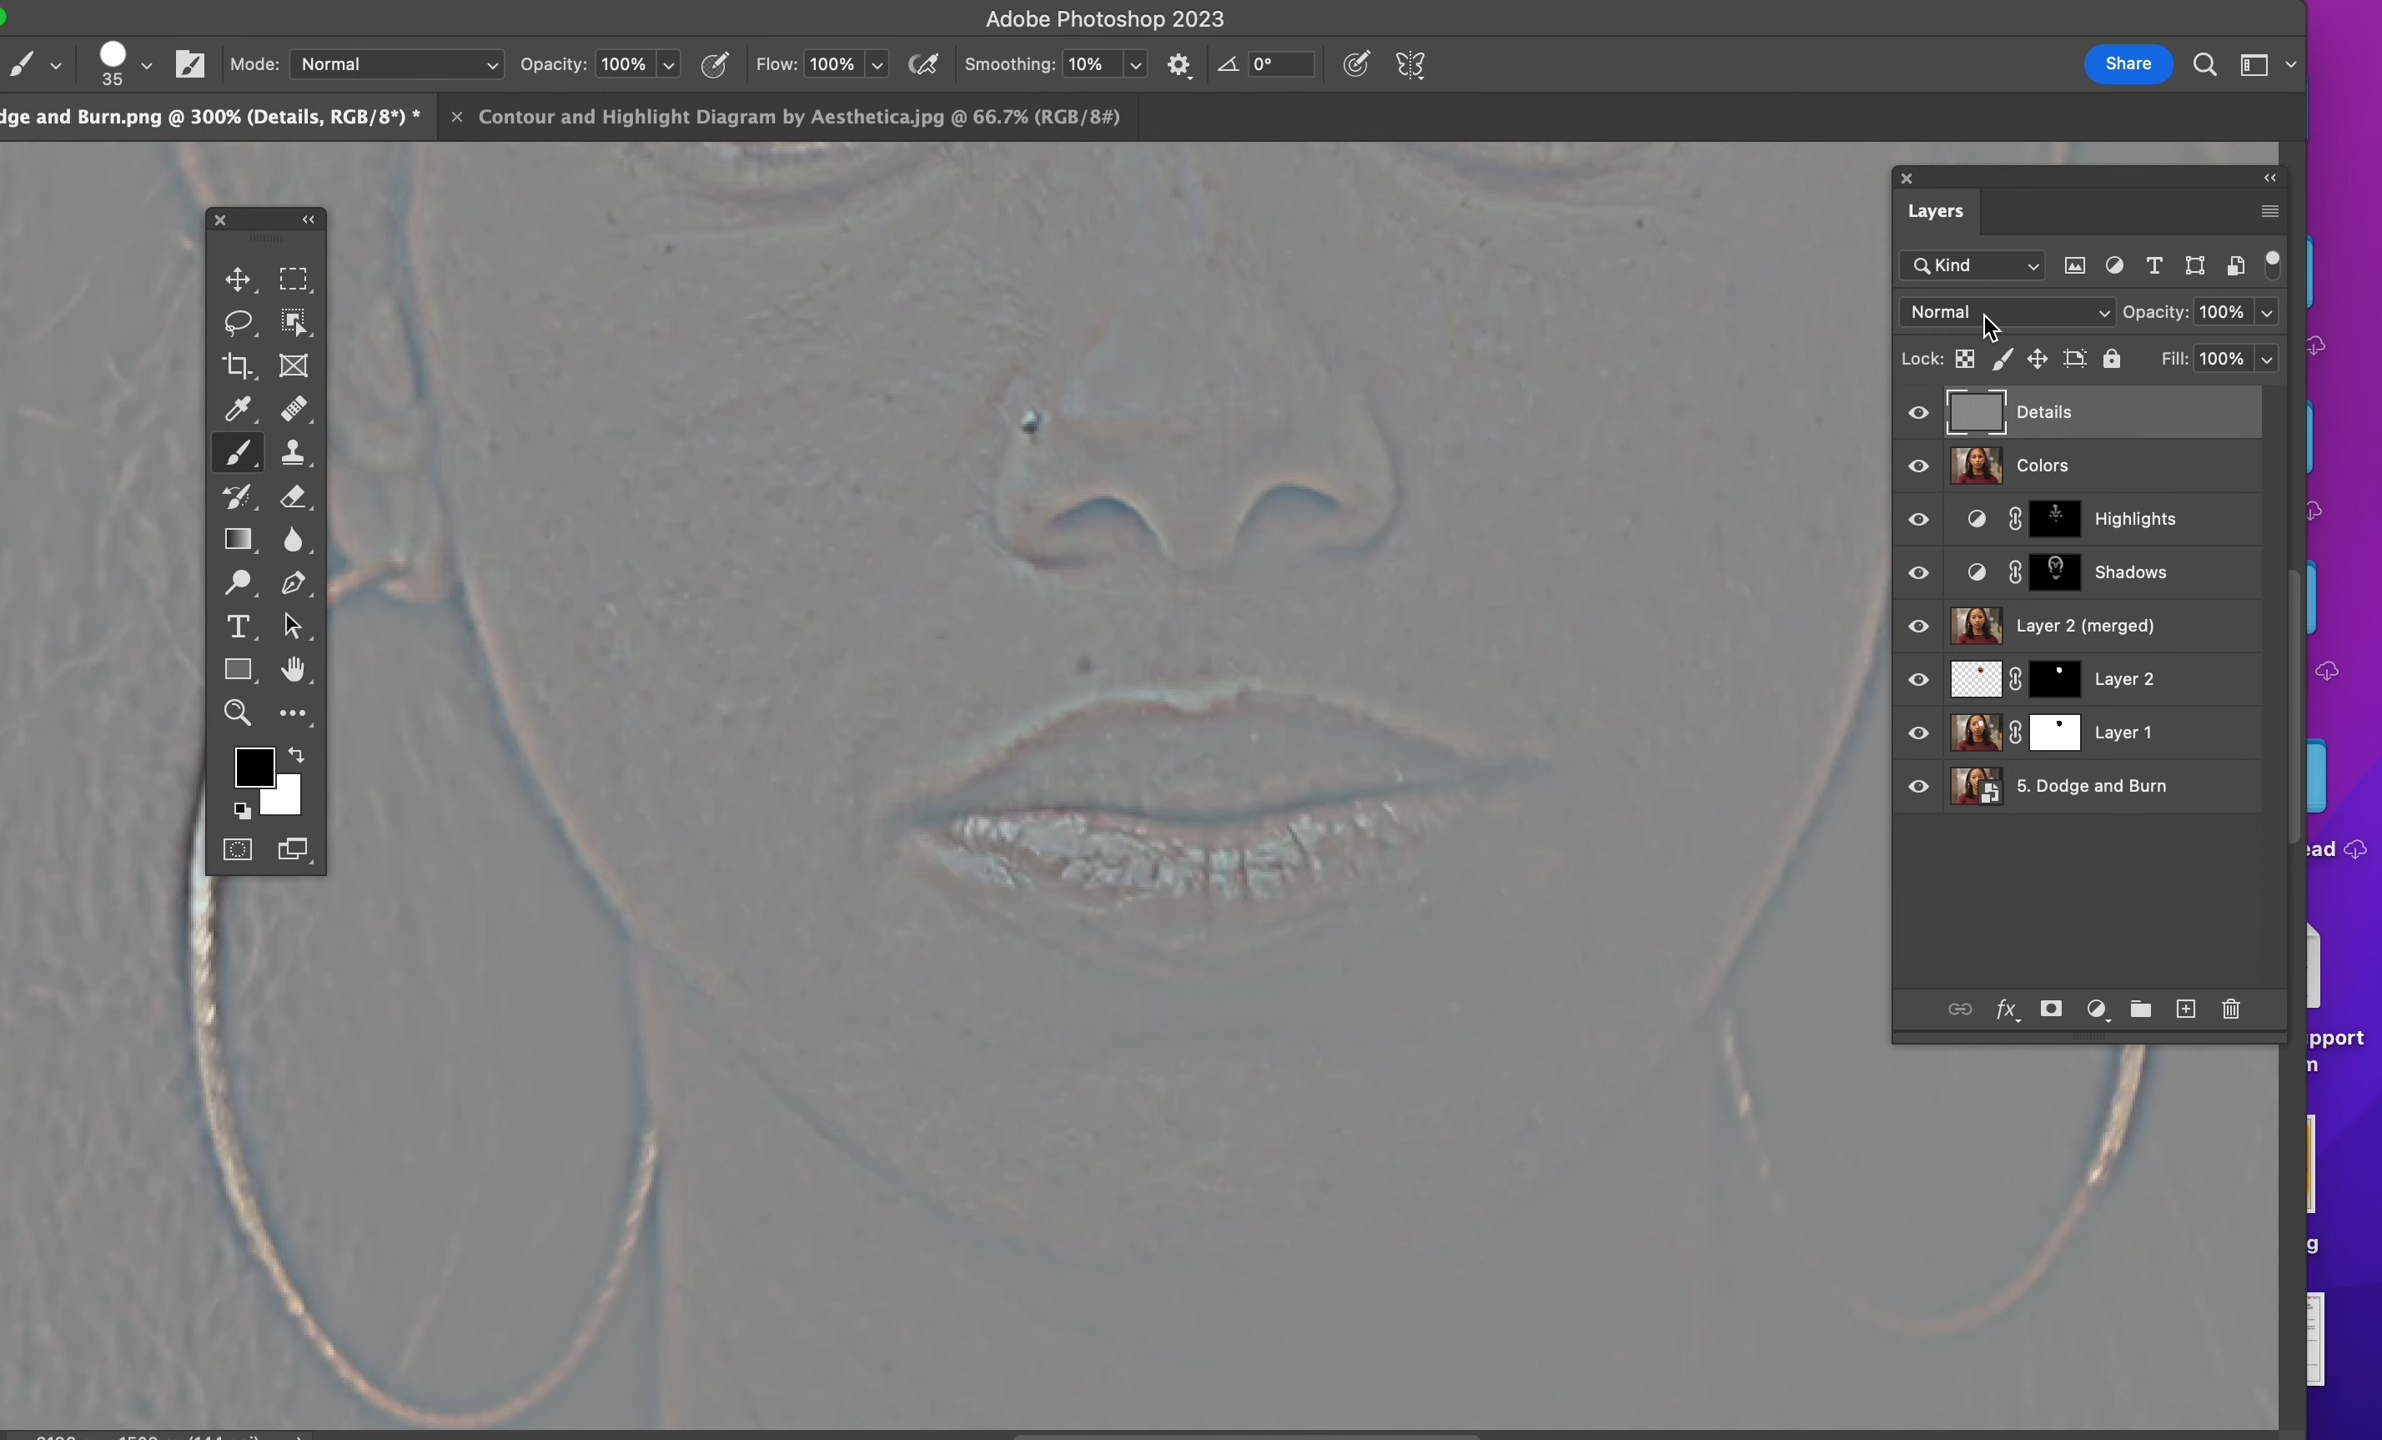 Adobe Photoshop 2023
35
Mode: Normal
Opacity: 100%
Flow: 100%
Smoothing: 10%
0°
Share
dge and Burn.png @ 300% (Details, RGB/8*) *
Contour and Highlight Diagram by Aesthetica.jpg @ 66.7% (RGB/8#)
Layers
Kind
Normal
Opacity: 100%
Lock:
Fill: 100%
Details
Colors
Highlights
Shadows
Layer 2 (merged)
Layer 2
Layer 1
5. Dodge and Burn
fx
ead
pport
m
g